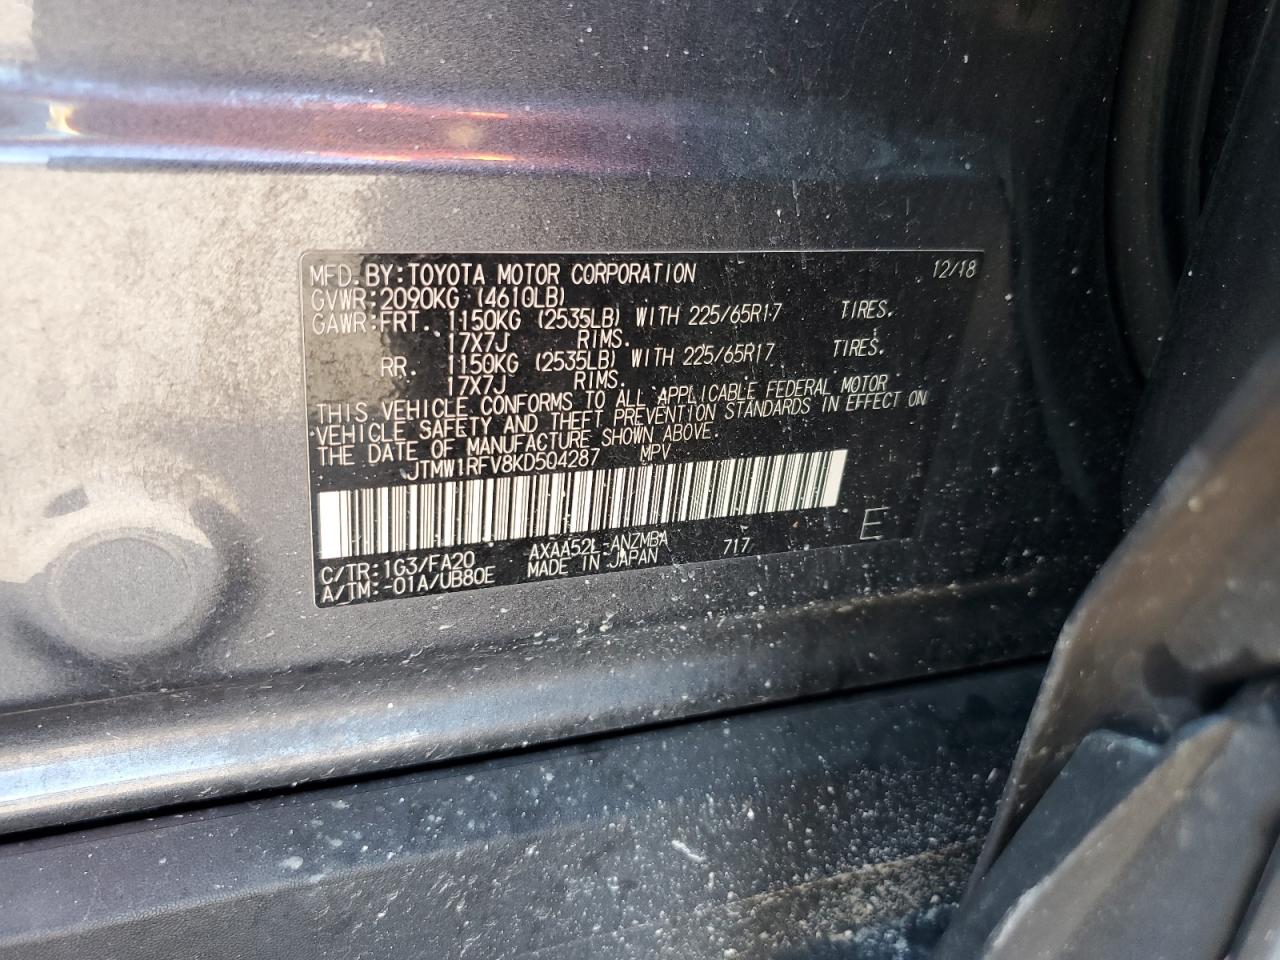 MFD. BY: TOYOTA MOTOR CORPORATION 12/18
GVWR: 2090KG (4610LB)
GAWR: FRT. 1150KG (2535LB) WITH 225/65R17 TIRES.
17X7J RIMS.
RR. 1150KG (2535LB) WITH 225/65R17 TIRES.
17X7J RIMS.
THIS VEHICLE CONFORMS TO ALL APPLICABLE FEDERAL MOTOR
VEHICLE SAFETY AND THEFT PREVENTION STANDARDS IN EFFECT ON
THE DATE OF MANUFACTURE SHOWN ABOVE.
JTMW1RFV8KD504287 MPV
C/TR: 1G3/FA20 AXAA52L-ANZMBA 717 E
A/TM: -01A/UB80E MADE IN JAPAN